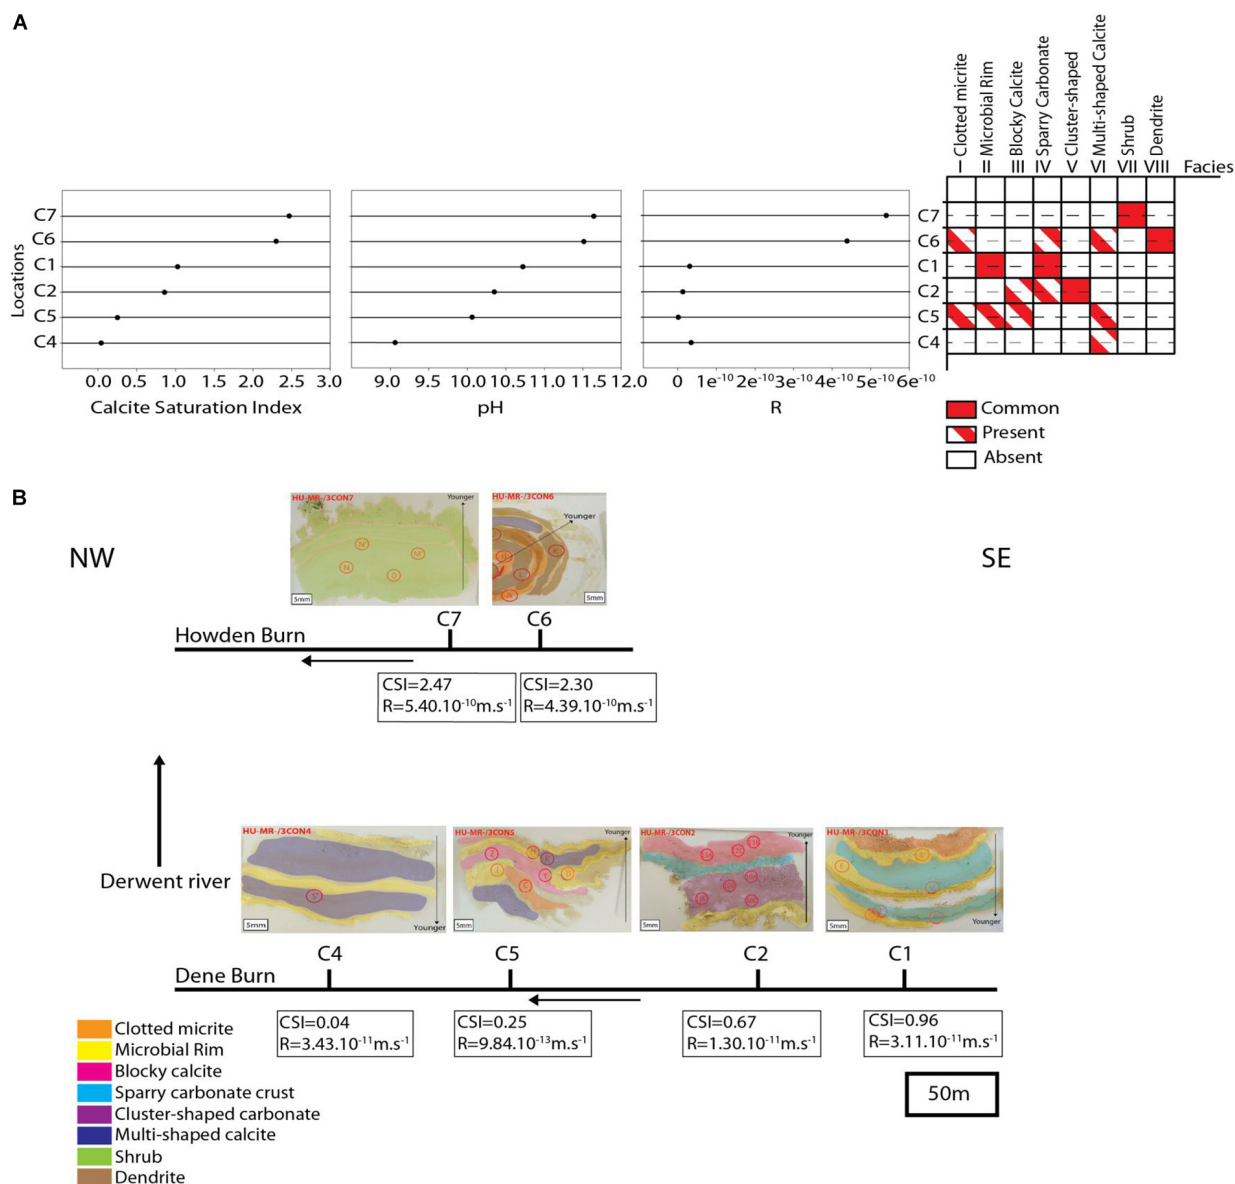 A
I Clotted micrite
II Microbial Rim
III Blocky Calcite
IV Sparry Carbonate
V Cluster-shaped
VI Multi-shaped Calcite
VII Shrub
VIII Dendrite
Facies
Locations
C7
C6
C1
C2
C5
C4
0.0 0.5 1.0 1.5 2.0 2.5 3.0
Calcite Saturation Index
9.0 9.5 10.0 10.5 11.0 11.5 12.0
pH
0 1e-10 2e-10 3e-10 4e-10 5e-10 6e-10
R
C7
C6
C1
C2
C5
C4
Common
Present
Absent
B
NW
SE
HU-MR-/3CON7
Younger
5mm
HU-MR-/3CON6
Younger
5mm
C7
C6
Howden Burn
CSI=2.47
R=5.40.10-10m.s-1
CSI=2.30
R=4.39.10-10m.s-1
Derwent river
HU-MR-/3CON4
Younger
5mm
HU-MR-/3CON5
Younger
5mm
HU-MR-/3CON2
Younger
5mm
HU-MR-/3CON1
Younger
5mm
C4
C5
C2
C1
Dene Burn
CSI=0.04
R=3.43.10-11m.s-1
CSI=0.25
R=9.84.10-13m.s-1
CSI=0.67
R=1.30.10-11m.s-1
CSI=0.96
R=3.11.10-11m.s-1
50m
Clotted micrite
Microbial Rim
Blocky calcite
Sparry carbonate crust
Cluster-shaped carbonate
Multi-shaped calcite
Shrub
Dendrite